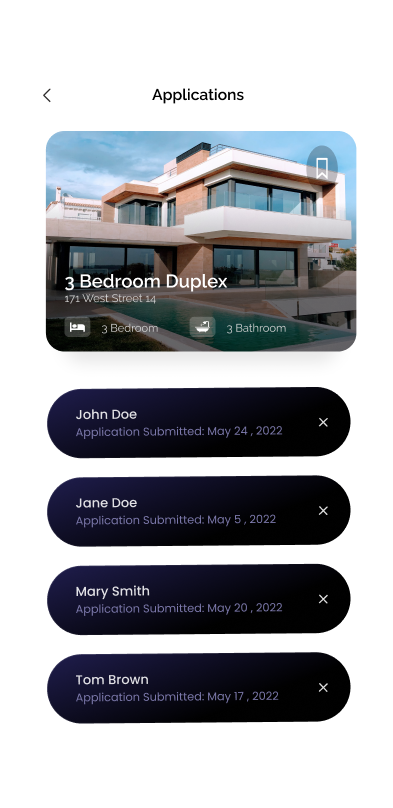 Applications
3 Bedroom Duplex
171 West Street 14
3 Bedroom
3 Bathroom
John Doe
Application Submitted: May 24 , 2022
Jane Doe
Application Submitted: May 5 , 2022
Mary Smith
Application Submitted: May 20 , 2022
Tom Brown
Application Submitted: May 17 , 2022